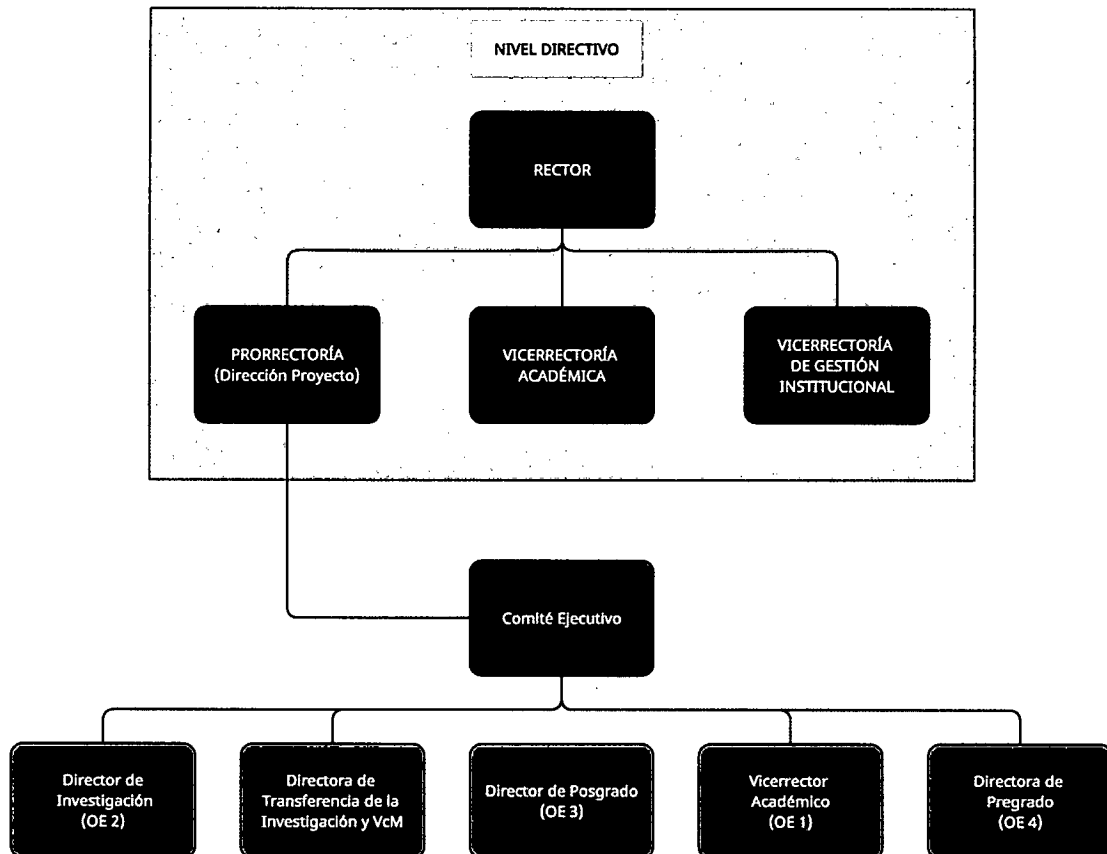 NIVEL DIRECTIVO
RECTOR
PRORRECTORÍA
(Dirección Proyecto)
VICERRECTORÍA
ACADÉMICA
VICERRECTORÍA
DE GESTIÓN
INSTITUCIONAL
Comité Ejecutivo
Director de
Investigación
(OE 2)
Directora de
Transferencia de la
Investigación y VcM
Director de Posgrado
(OE 3)
Vicerrector
Académico
(OE 1)
Directora de
Pregrado
(OE 4)